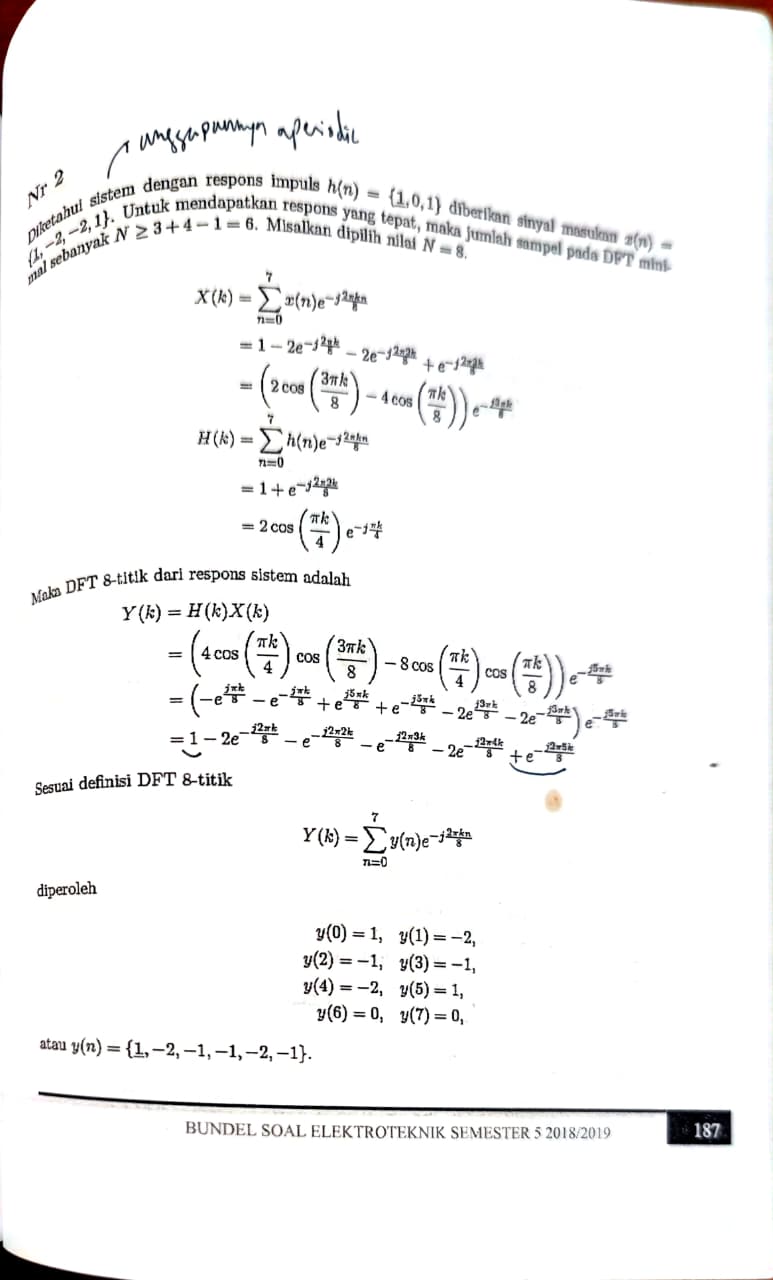 anggapannya aperiodic
Nr 2
Diketahui sistem dengan respons impuls h(n) = {1,0,1} diberikan sinyal masukan x(n) =
{1, −2, −2, 1}. Untuk mendapatkan respons yang tepat, maka jumlah sampel pada DFT mini-
mal sebanyak N ≥ 3 + 4 − 1 = 6. Misalkan dipilih nilai N = 8.
X(k) = ∑_{n=0}^{7} x(n)e^{−j2πkn/8}
= 1 − 2e^{−j2πk/8} − 2e^{−j2π2k/8} + e^{−j2π3k/8}
= (2 cos (3πk/8) − 4 cos (πk/8)) e^{−j3πk/8}
H(k) = ∑_{n=0}^{7} h(n)e^{−j2πkn/8}
= 1 + e^{−j2π2k/8}
= 2 cos (πk/4) e^{−jπk/4}
Maka DFT 8-titik dari respons sistem adalah
Y(k) = H(k)X(k)
= (4 cos (πk/4) cos (3πk/8) − 8 cos (πk/4) cos (πk/8)) e^{−j5πk/8}
= (−e^{jπk/8} − e^{−jπk/8} + e^{j5πk/8} + e^{−j5πk/8} − 2e^{j3πk/8} − 2e^{−j3πk/8}) e^{−j5πk/8}
= 1 − 2e^{−j2πk/8} − e^{−j2π2k/8} − e^{−j2π3k/8} − 2e^{−j2π4k/8} + e^{−j2π5k/8}
Sesuai definisi DFT 8-titik
Y(k) = ∑_{n=0}^{7} y(n)e^{−j2πkn/8}
diperoleh
y(0) = 1, y(1) = −2,
y(2) = −1, y(3) = −1,
y(4) = −2, y(5) = 1,
y(6) = 0, y(7) = 0,
atau y(n) = {1, −2, −1, −1, −2, −1}.
BUNDEL SOAL ELEKTROTEKNIK SEMESTER 5 2018/2019 187